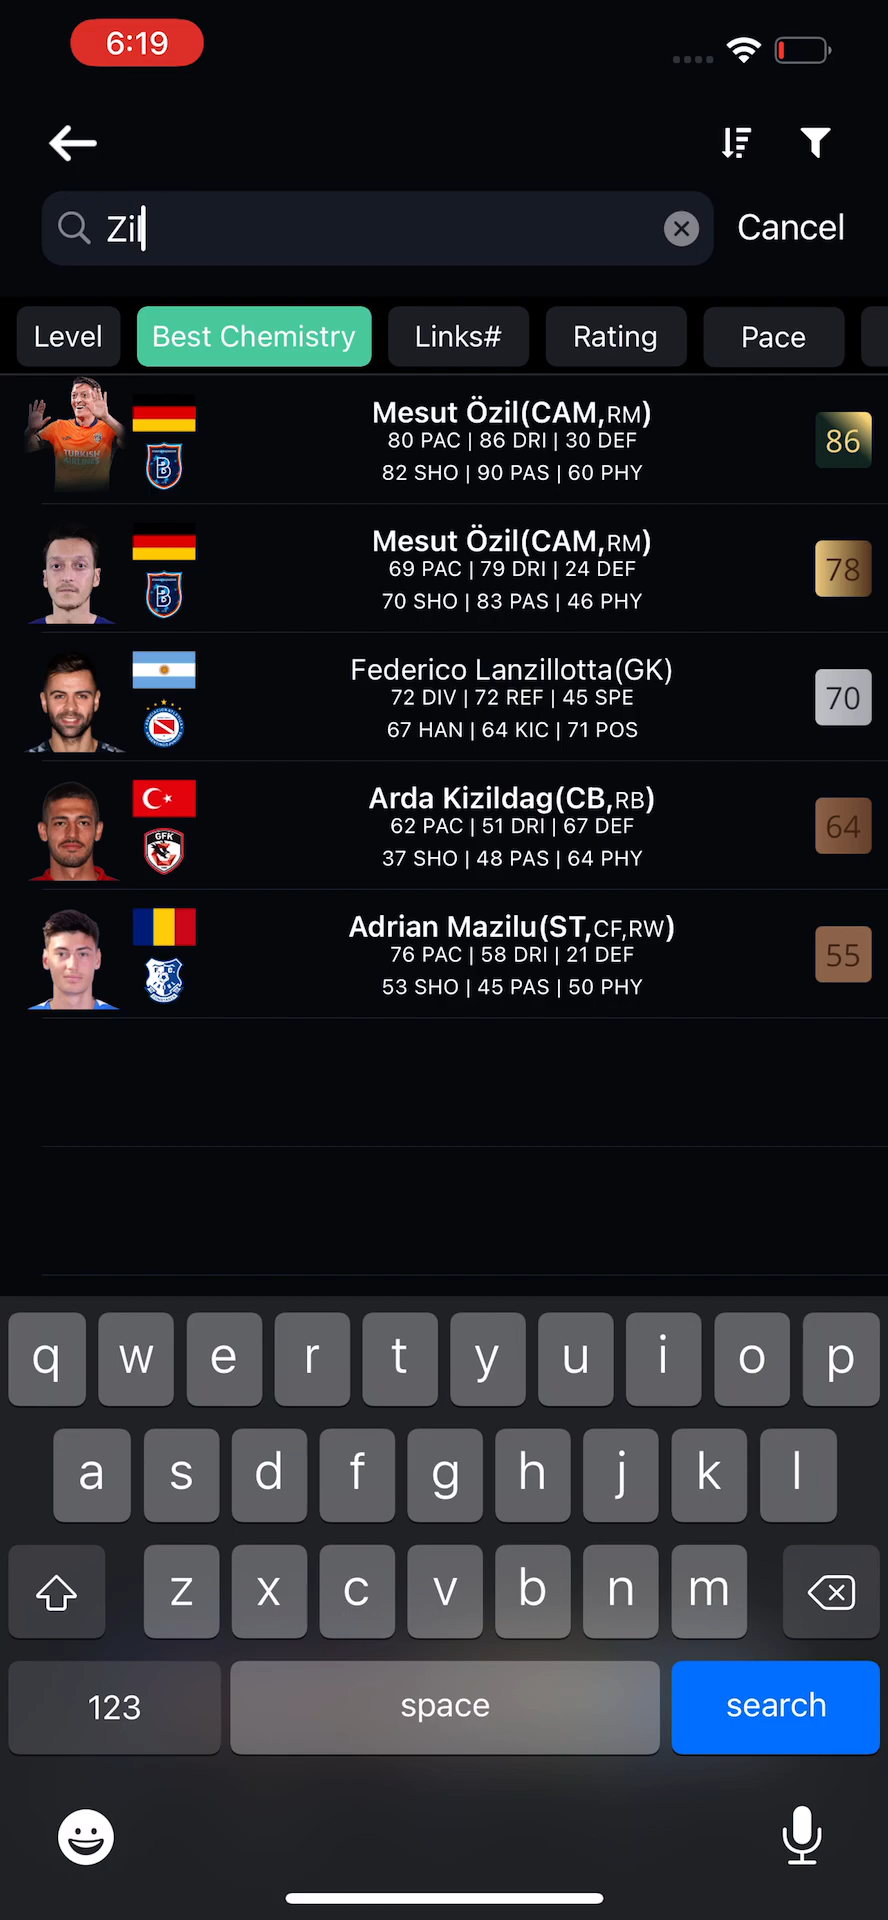 6:19
Zil
Cancel
Level Best Chemistry Links# Rating Pace
Mesut Özil(CAM,RM)
80 PAC | 86 DRI | 30 DEF
82 SHO | 90 PAS | 60 PHY
86
TURKISH
AIRLINES
Mesut Özil(CAM,RM)
69 PAC | 79 DRI | 24 DEF
70 SHO | 83 PAS | 46 PHY
78
Federico Lanzillotta(GK)
72 DIV | 72 REF | 45 SPE
67 HAN | 64 KIC | 71 POS
70
Arda Kizildag(CB,RB)
62 PAC | 51 DRI | 67 DEF
37 SHO | 48 PAS | 64 PHY
64
GFK
Adrian Mazilu(ST,CF,RW)
76 PAC | 58 DRI | 21 DEF
53 SHO | 45 PAS | 50 PHY
55
q w e r t y u i o p
a s d f g h j k l
z x c v b n m
123 space search